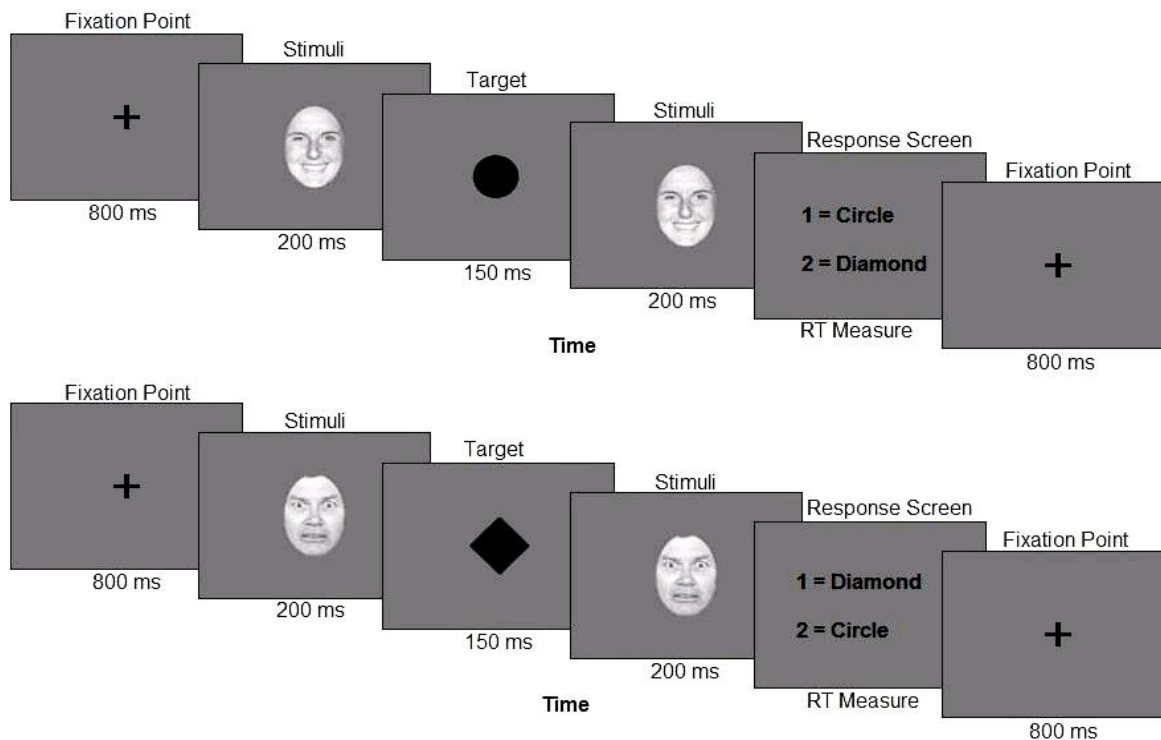 Fixation Point
Stimuli
Target
Stimuli
Response Screen
Fixation Point
1 = Circle
2 = Diamond
800 ms
200 ms
150 ms
200 ms
RT Measure
800 ms
Time
Fixation Point
Stimuli
Target
Stimuli
Response Screen
Fixation Point
1 = Diamond
2 = Circle
800 ms
200 ms
150 ms
200 ms
RT Measure
800 ms
Time